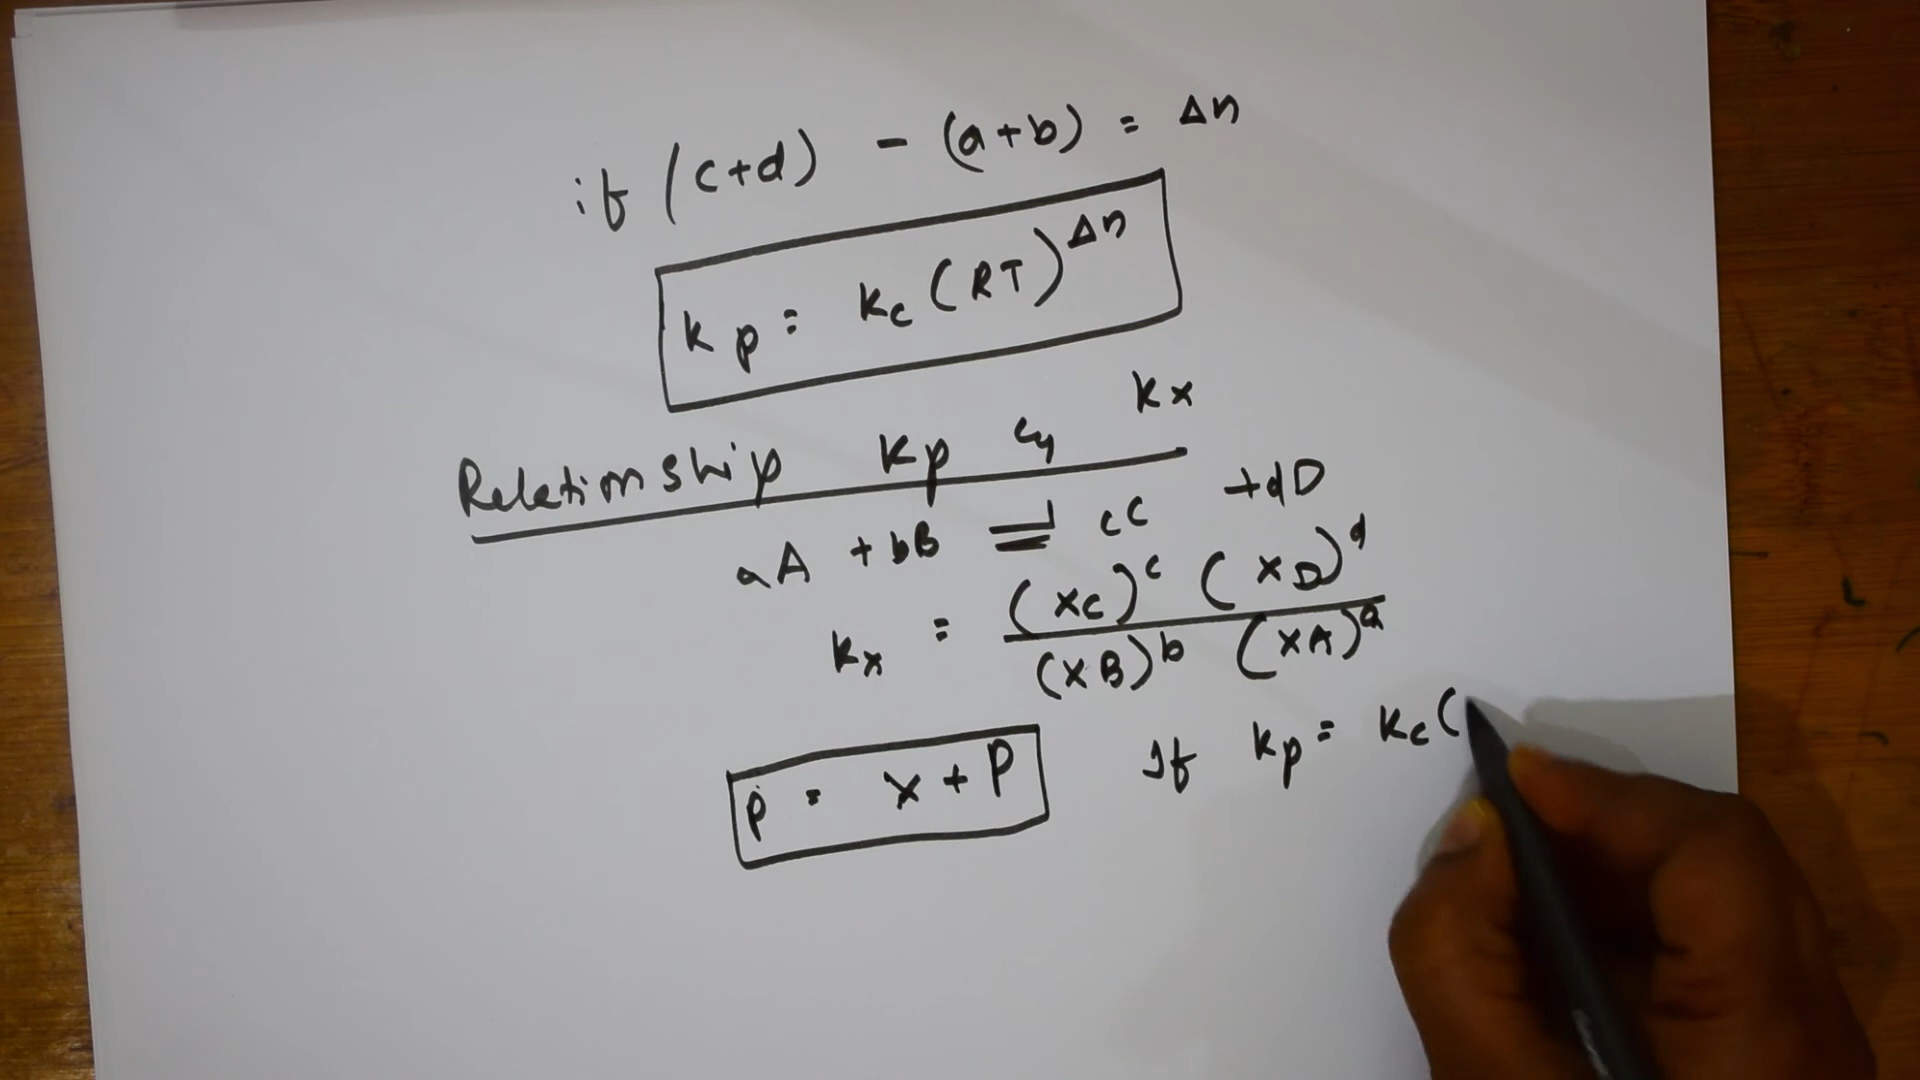 if (c+d) - (a+b) = Δn
kp = kc (RT)^Δn
Relationship kp & kx
aA + bB ⇌ cC + dD
kx = (xC)^c (xD)^d / (xB)^b (xA)^a
p = x + P If kp = kc (